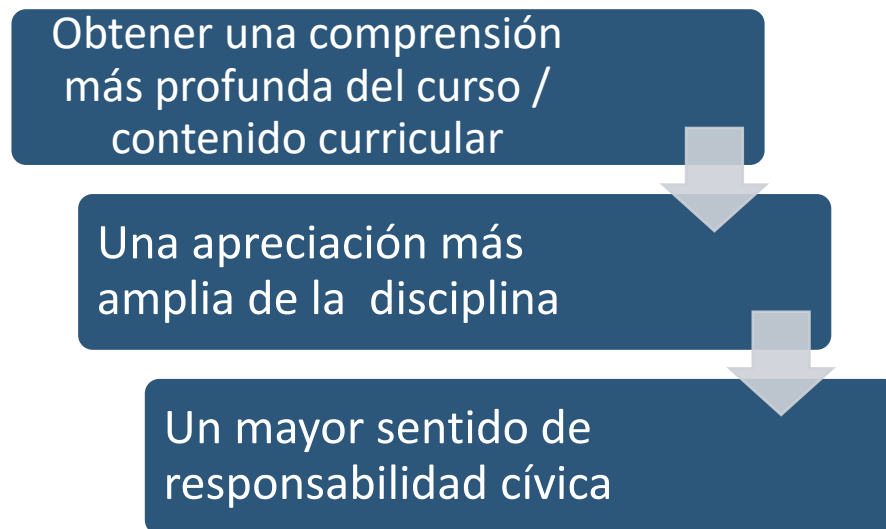 Obtener una comprensión
más profunda del curso /
contenido curricular
Una apreciación más
amplia de la  disciplina
Un mayor sentido de
responsabilidad cívica